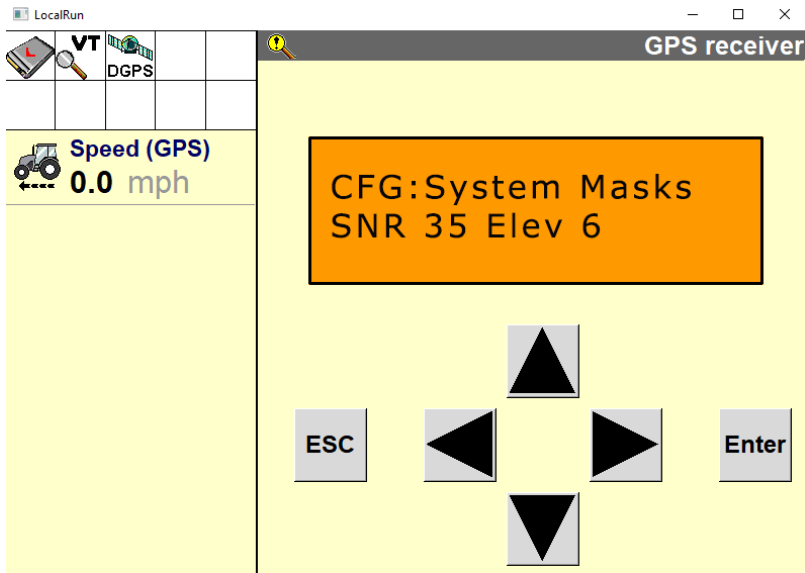 LocalRun
VT
DGPS
GPS receiver
Speed (GPS)
0.0 mph
CFG:System Masks
SNR 35 Elev 6
ESC
Enter